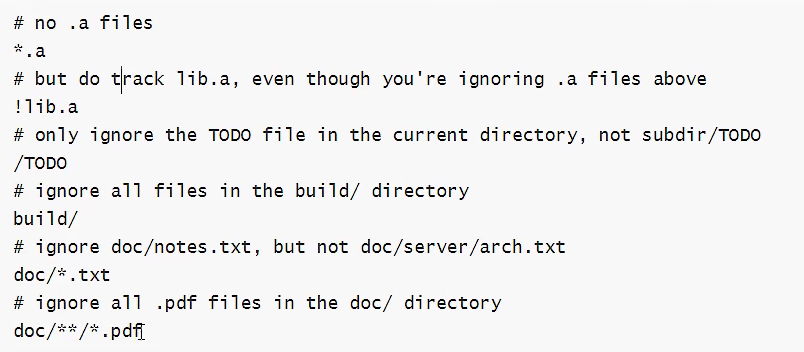 # no .a files
*.a
# but do track lib.a, even though you're ignoring .a files above
!lib.a
# only ignore the TODO file in the current directory, not subdir/TODO
/TODO
# ignore all files in the build/ directory
build/
# ignore doc/notes.txt, but not doc/server/arch.txt
doc/*.txt
# ignore all .pdf files in the doc/ directory
doc/**/*.pdf